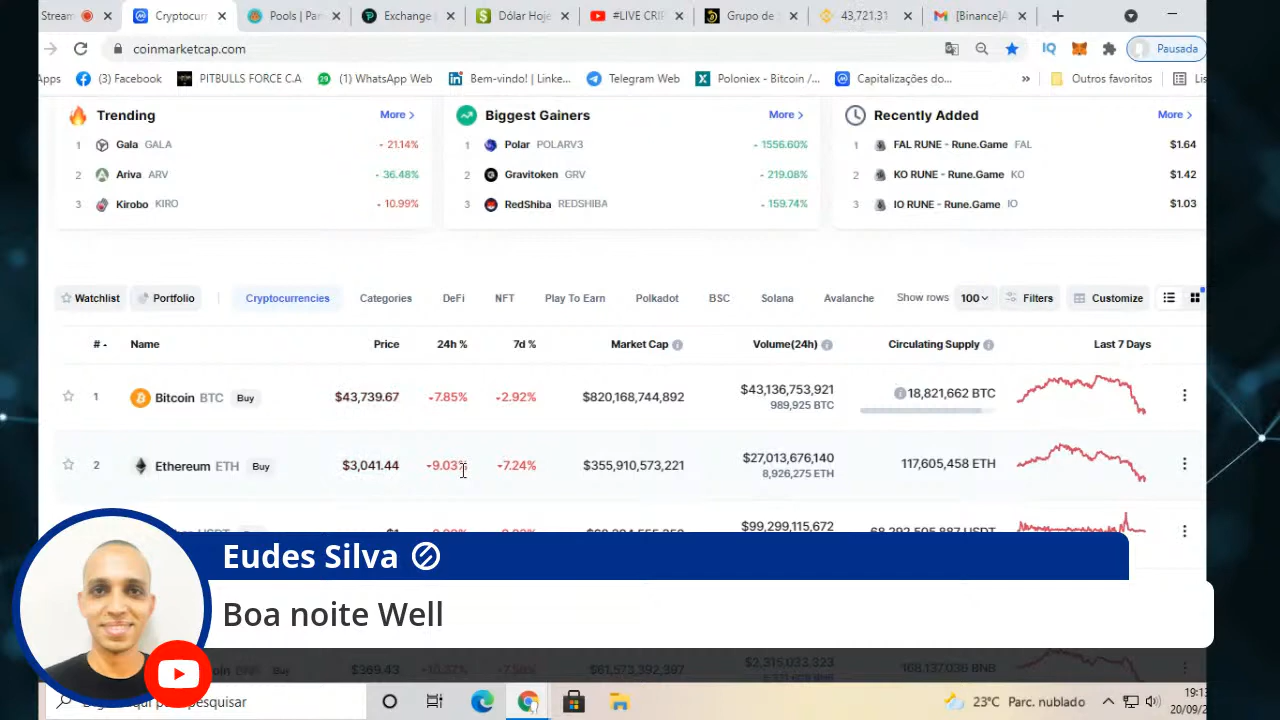 Stream
Cryptocurr
Pools | Pan
Exchange |
Dólar Hoje
#LIVE CRIP
Grupo de
43,721.31
[Binance]A
coinmarketcap.com
IQ
Pausada
Apps
(3) Facebook
PITBULLS FORCE C.A
(1) WhatsApp Web
Bem-vindo! | Linke...
Telegram Web
Poloniex - Bitcoin /...
Capitalizações do...
»
Outros favoritos
Lis
Trending
More >
1 Gala GALA 21.14%
2 Ariva ARV 36.48%
3 Kirobo KIRO 10.99%
Biggest Gainers
More >
1 Polar POLARV3 1556.60%
2 Gravitoken GRV 219.08%
3 RedShiba REDSHIBA 159.74%
Recently Added
More >
1 FAL RUNE - Rune.Game FAL $1.64
2 KO RUNE - Rune.Game KO $1.42
3 IO RUNE - Rune.Game IO $1.03
Watchlist Portfolio Cryptocurrencies Categories DeFi NFT Play To Earn Polkadot BSC Solana Avalanche Show rows 100 Filters Customize
# Name Price 24h % 7d % Market Cap Volume(24h) Circulating Supply Last 7 Days
1 Bitcoin BTC Buy $43,739.67 -7.85% -2.92% $820,168,744,892 $43,136,753,921 18,821,662 BTC
989,925 BTC
2 Ethereum ETH Buy $3,041.44 -9.03% -7.24% $355,910,573,221 $27,013,676,140 117,605,458 ETH
8,926,275 ETH
$99,299,115,672
Eudes Silva
Boa noite Well
$369.43 $61,573,392,397 $2,315,033,323 168,137,036 BNB
23°C Parc. nublado
19:13
20/09/2